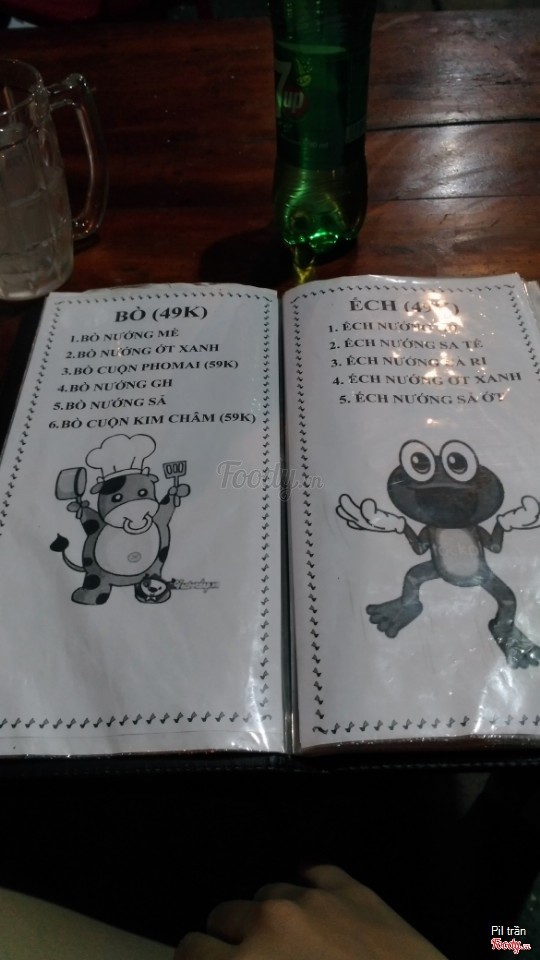 7up
BÒ (49K)
1.BÒ NƯỚNG MÈ
2.BÒ NƯỚNG ỚT XANH
3.BÒ CUỘN PHOMAI (59K)
4.BÒ NƯỚNG GH
5.BÒ NƯỚNG SẢ
6.BÒ CUỘN KIM CHÂM (59K)
ẾCH
1. ẾCH NƯỚNG
2. ẾCH NƯỚNG SA TẾ
3. ẾCH NƯỚNG RI
4. ẾCH NƯỚNG ỚT XANH
5. ẾCH NƯỚNG SẢ ỚT
Foody.vn
Pil trần
Foody.vn